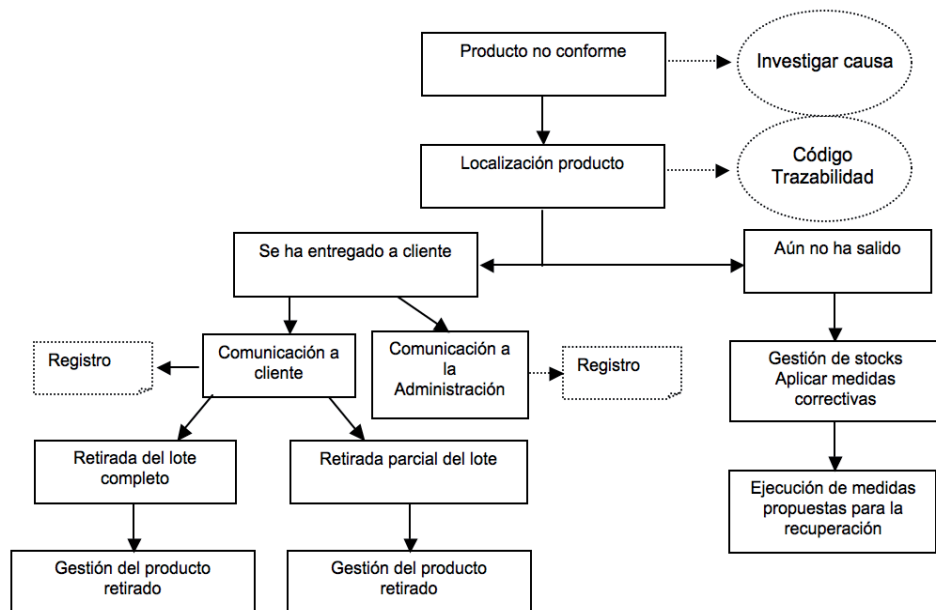 Producto no conforme
Investigar causa
Localización producto
Código
Trazabilidad
Se ha entregado a cliente
Aún no ha salido
Registro
Comunicación a
cliente
Comunicación a
la
Administración
Registro
Gestión de stocks
Aplicar medidas
correctivas
Retirada del lote
completo
Retirada parcial del lote
Ejecución de medidas
propuestas para la
recuperación
Gestión del producto
retirado
Gestión del producto
retirado